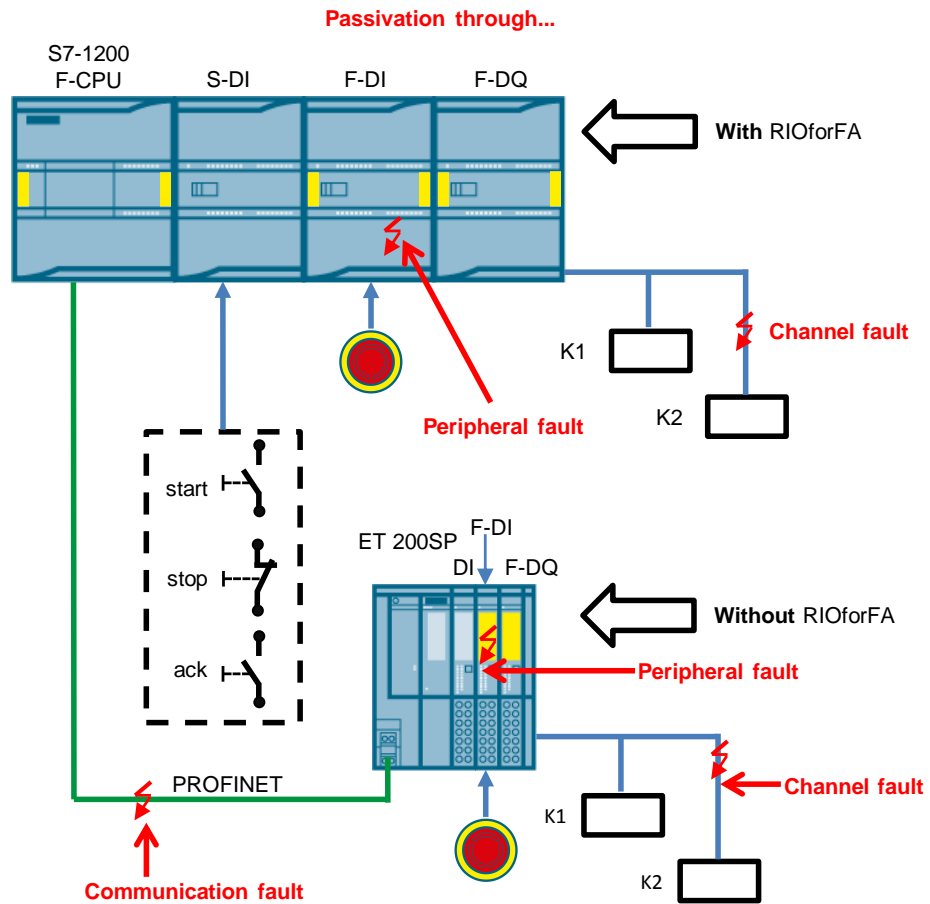 Passivation through...
S7-1200
F-CPU
S-DI
F-DI
F-DQ
With RIOforFA
K1
Channel fault
K2
Peripheral fault
start
stop
ack
ET 200SP
F-DI
DI
F-DQ
Without RIOforFA
Peripheral fault
PROFINET
Channel fault
K1
K2
Communication fault